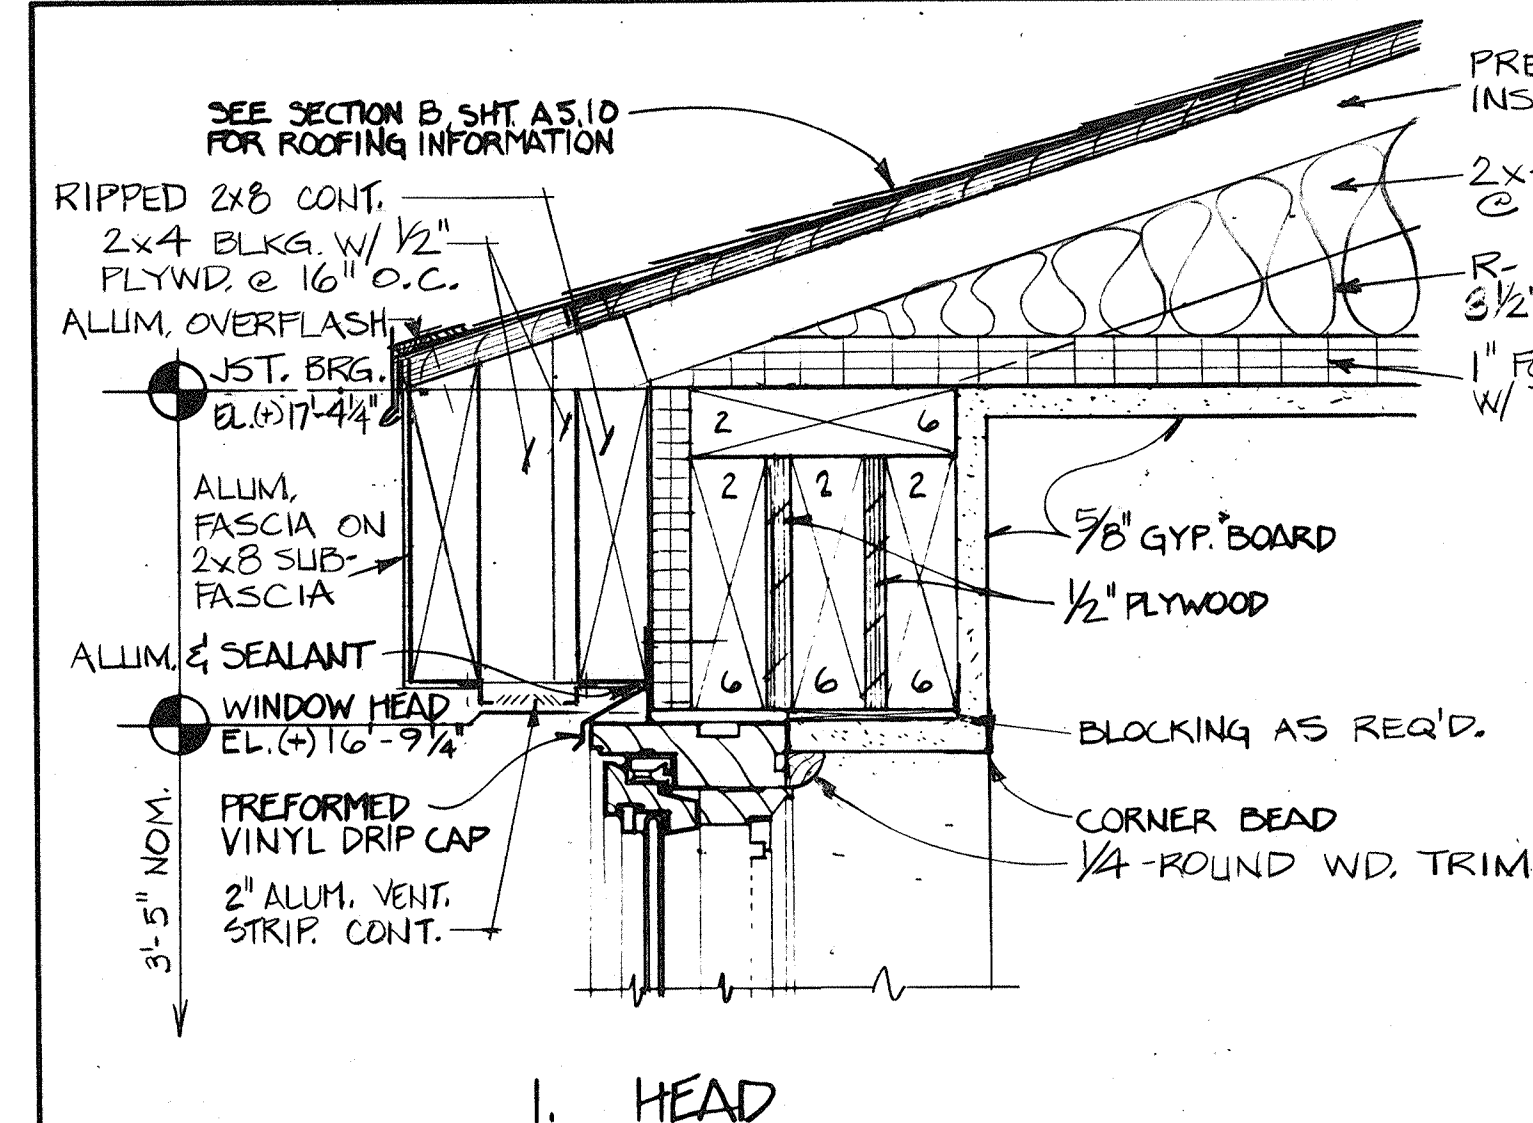 SEE SECTION B, SHT. A5.10
FOR ROOFING INFORMATION
RIPPED 2x8 CONT.
2x4 BLKG. W/ 1/2"
PLYWD. @ 16" O.C.
ALUM. OVERFLASH
JST. BRG.
EL.(+)17'-4 1/4"
ALUM.
FASCIA ON
2x8 SUB-
FASCIA
ALUM. & SEALANT
WINDOW HEAD
EL.(+)16'-9 1/4"
PREFORMED
VINYL DRIP CAP
2" ALUM. VENT.
STRIP. CONT.
3'-5" NOM.
2 6
2 2 2
6 6 6
PRE
INS
2x
@
R-
3 1/2"
1" FO
W/
5/8" GYP. BOARD
1/2" PLYWOOD
BLOCKING AS REQ'D.
CORNER BEAD
1/4-ROUND WD. TRIM
1. HEAD